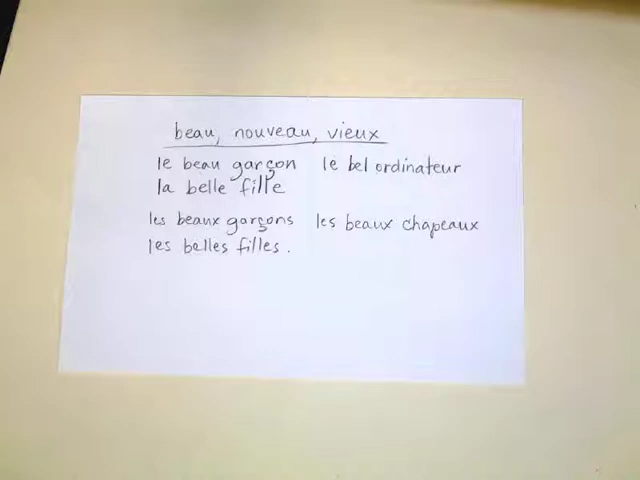 beau, nouveau, vieux
le beau garçon le bel ordinateur
la belle fille
les beaux garçons les beaux chapeaux
les belles filles.